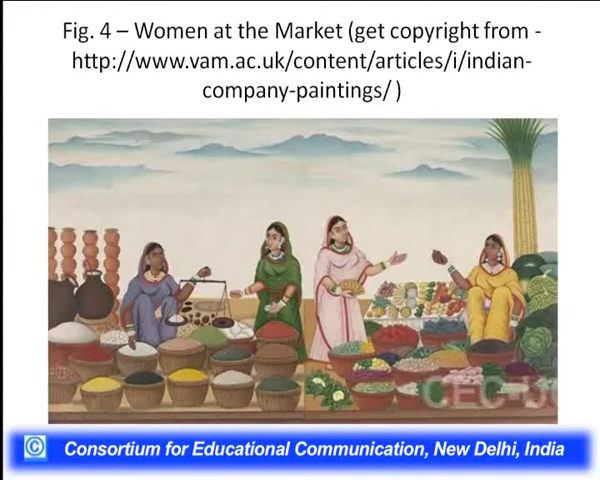 Fig. 4 – Women at the Market (get copyright from -
http://www.vam.ac.uk/content/articles/i/indian-
company-paintings/ )
CEC-U
© Consortium for Educational Communication, New Delhi, India